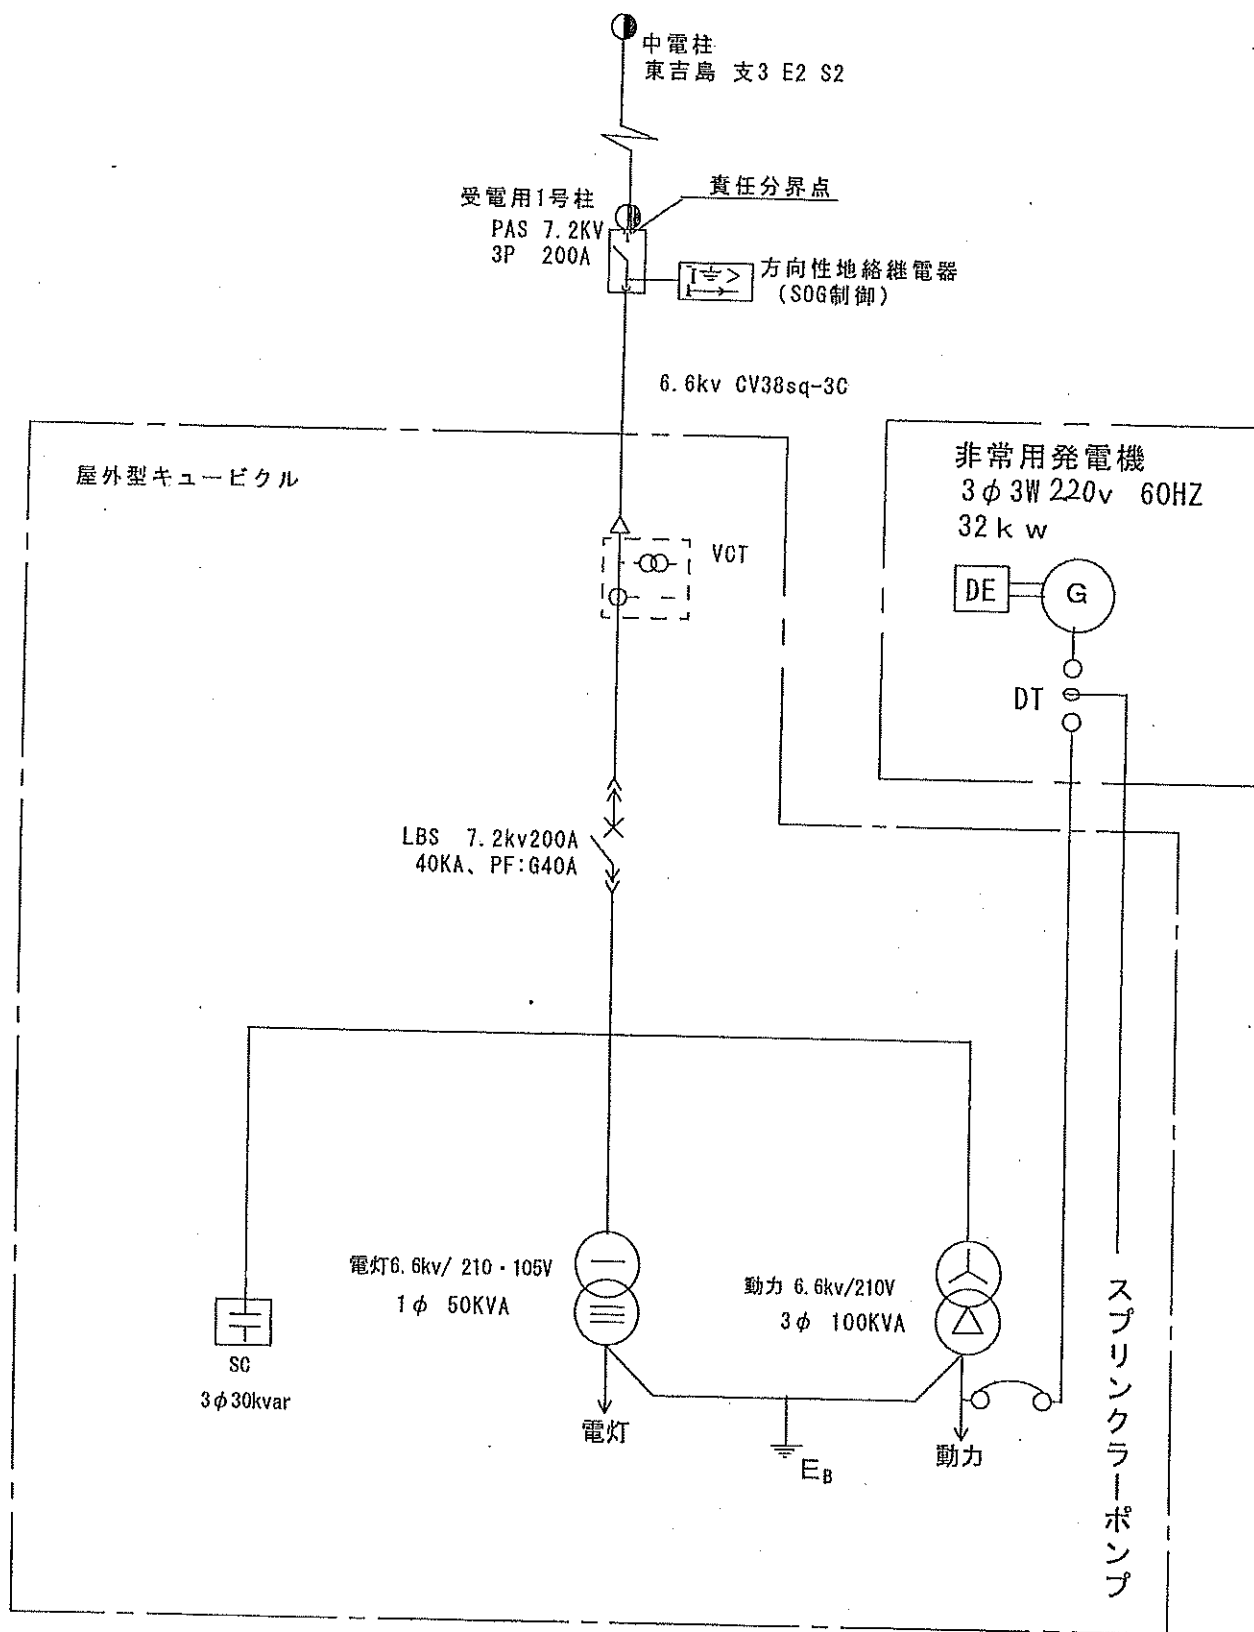 中電柱
東吉島 支3 E2 S2
受電用1号柱
PAS 7.2KV
3P 200A
責任分界点
方向性地絡継電器
(SOG制御)
6.6kv CV38sq-3C
屋外型キュービクル
非常用発電機
3φ3W 220v 60HZ
32kw
VCT
DE
G
DT
LBS 7.2kv200A
40KA、PF:G40A
電灯6.6kv/ 210・105V
1φ 50KVA
動力 6.6kv/210V
3φ 100KVA
SC
3φ30kvar
電灯
EB
動力
スプリンクラーポンプ